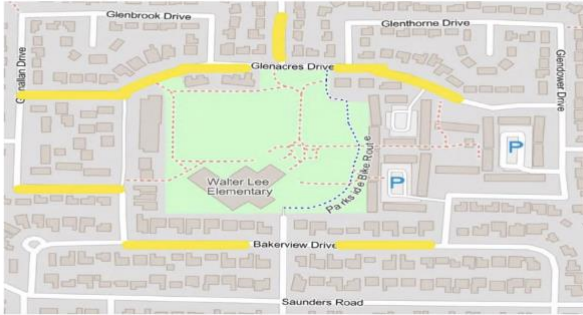 Glenbrook Drive
Glenthorne Drive
Glenallan Drive
Glenacres Drive
Glendower Drive
P
Parkside Bike Route
P
Walter Lee
Elementary
Bakerview Drive
Saunders Road